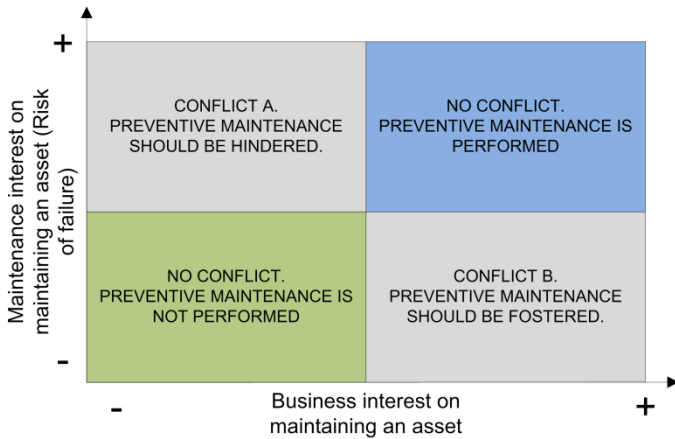 +
Maintenance interest on
maintaining an asset (Risk
of failure)
-
CONFLICT A.
PREVENTIVE MAINTENANCE
SHOULD BE HINDERED.
NO CONFLICT.
PREVENTIVE MAINTENANCE IS
PERFORMED
NO CONFLICT.
PREVENTIVE MAINTENANCE IS
NOT PERFORMED
CONFLICT B.
PREVENTIVE MAINTENANCE
SHOULD BE FOSTERED.
-
Business interest on
maintaining an asset
+